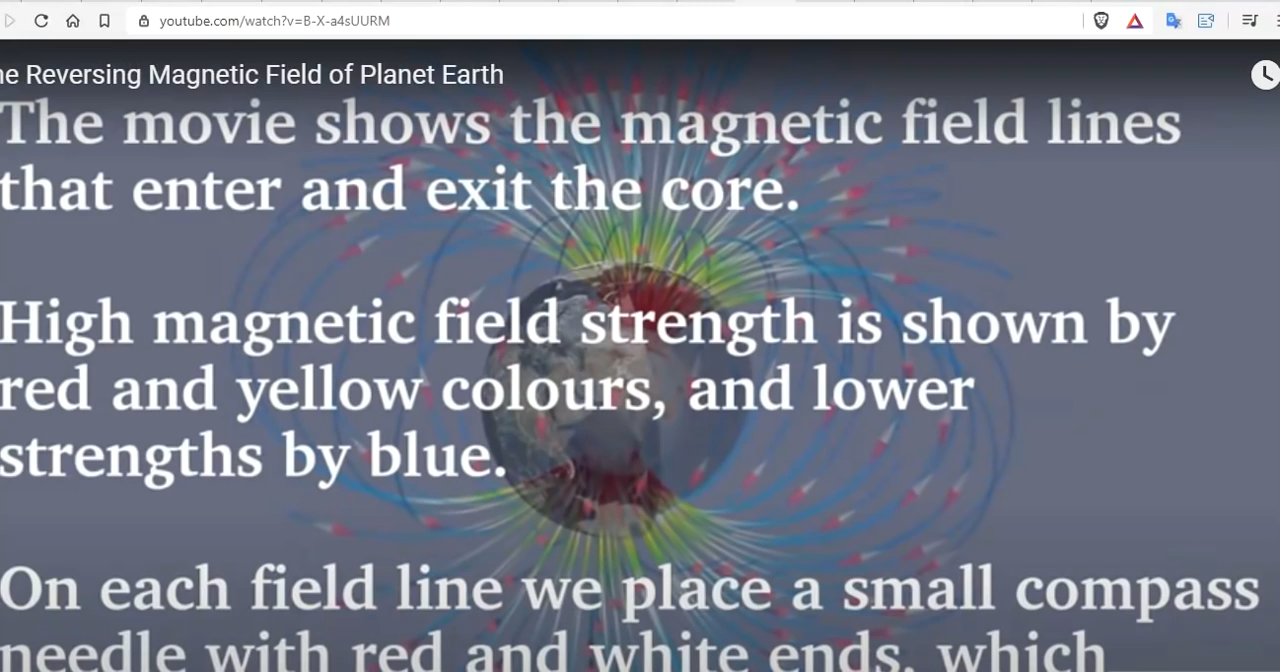 youtube.com/watch?v=B-X-a4sUURM
he Reversing Magnetic Field of Planet Earth
The movie shows the magnetic field lines
that enter and exit the core.
High magnetic field strength is shown by
red and yellow colours, and lower
strengths by blue.
On each field line we place a small compass
needle with red and white ends, which